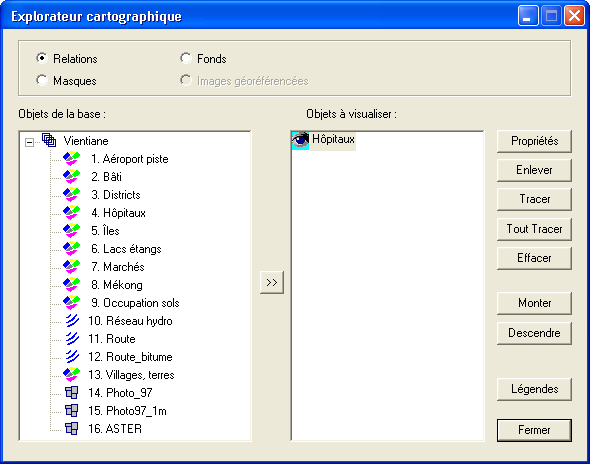 Explorateur cartographique
Relations
Fonds
Masques
Images géoréférencées
Objets de la base :
Objets à visualiser :
Vientiane
1. Aéroport piste
2. Bâti
3. Districts
4. Hôpitaux
5. Îles
6. Lacs étangs
7. Marchés
8. Mékong
9. Occupation sols
10. Réseau hydro
11. Route
12. Route_bitume
13. Villages, terres
14. Photo_97
15. Photo97_1m
16. ASTER
>>
Hôpitaux
Propriétés
Enlever
Tracer
Tout Tracer
Effacer
Monter
Descendre
Légendes
Fermer